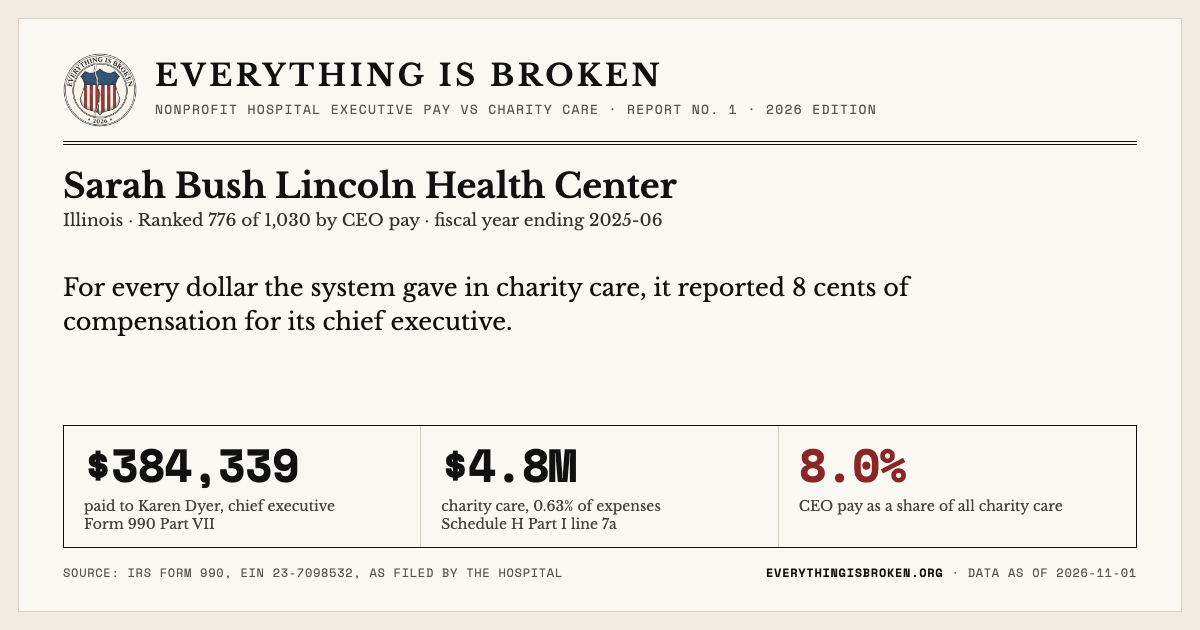 EVERYTHING IS BROKEN
· 2026 ·
EVERYTHING IS BROKEN
NONPROFIT HOSPITAL EXECUTIVE PAY VS CHARITY CARE · REPORT NO. 1 · 2026 EDITION
Sarah Bush Lincoln Health Center
Illinois · Ranked 776 of 1,030 by CEO pay · fiscal year ending 2025-06
For every dollar the system gave in charity care, it reported 8 cents of
compensation for its chief executive.
$384,339
paid to Karen Dyer, chief executive
Form 990 Part VII
$4.8M
charity care, 0.63% of expenses
Schedule H Part I line 7a
8.0%
CEO pay as a share of all charity care
SOURCE: IRS FORM 990, EIN 23-7098532, AS FILED BY THE HOSPITAL
EVERYTHINGISBROKEN.ORG · DATA AS OF 2026-11-01